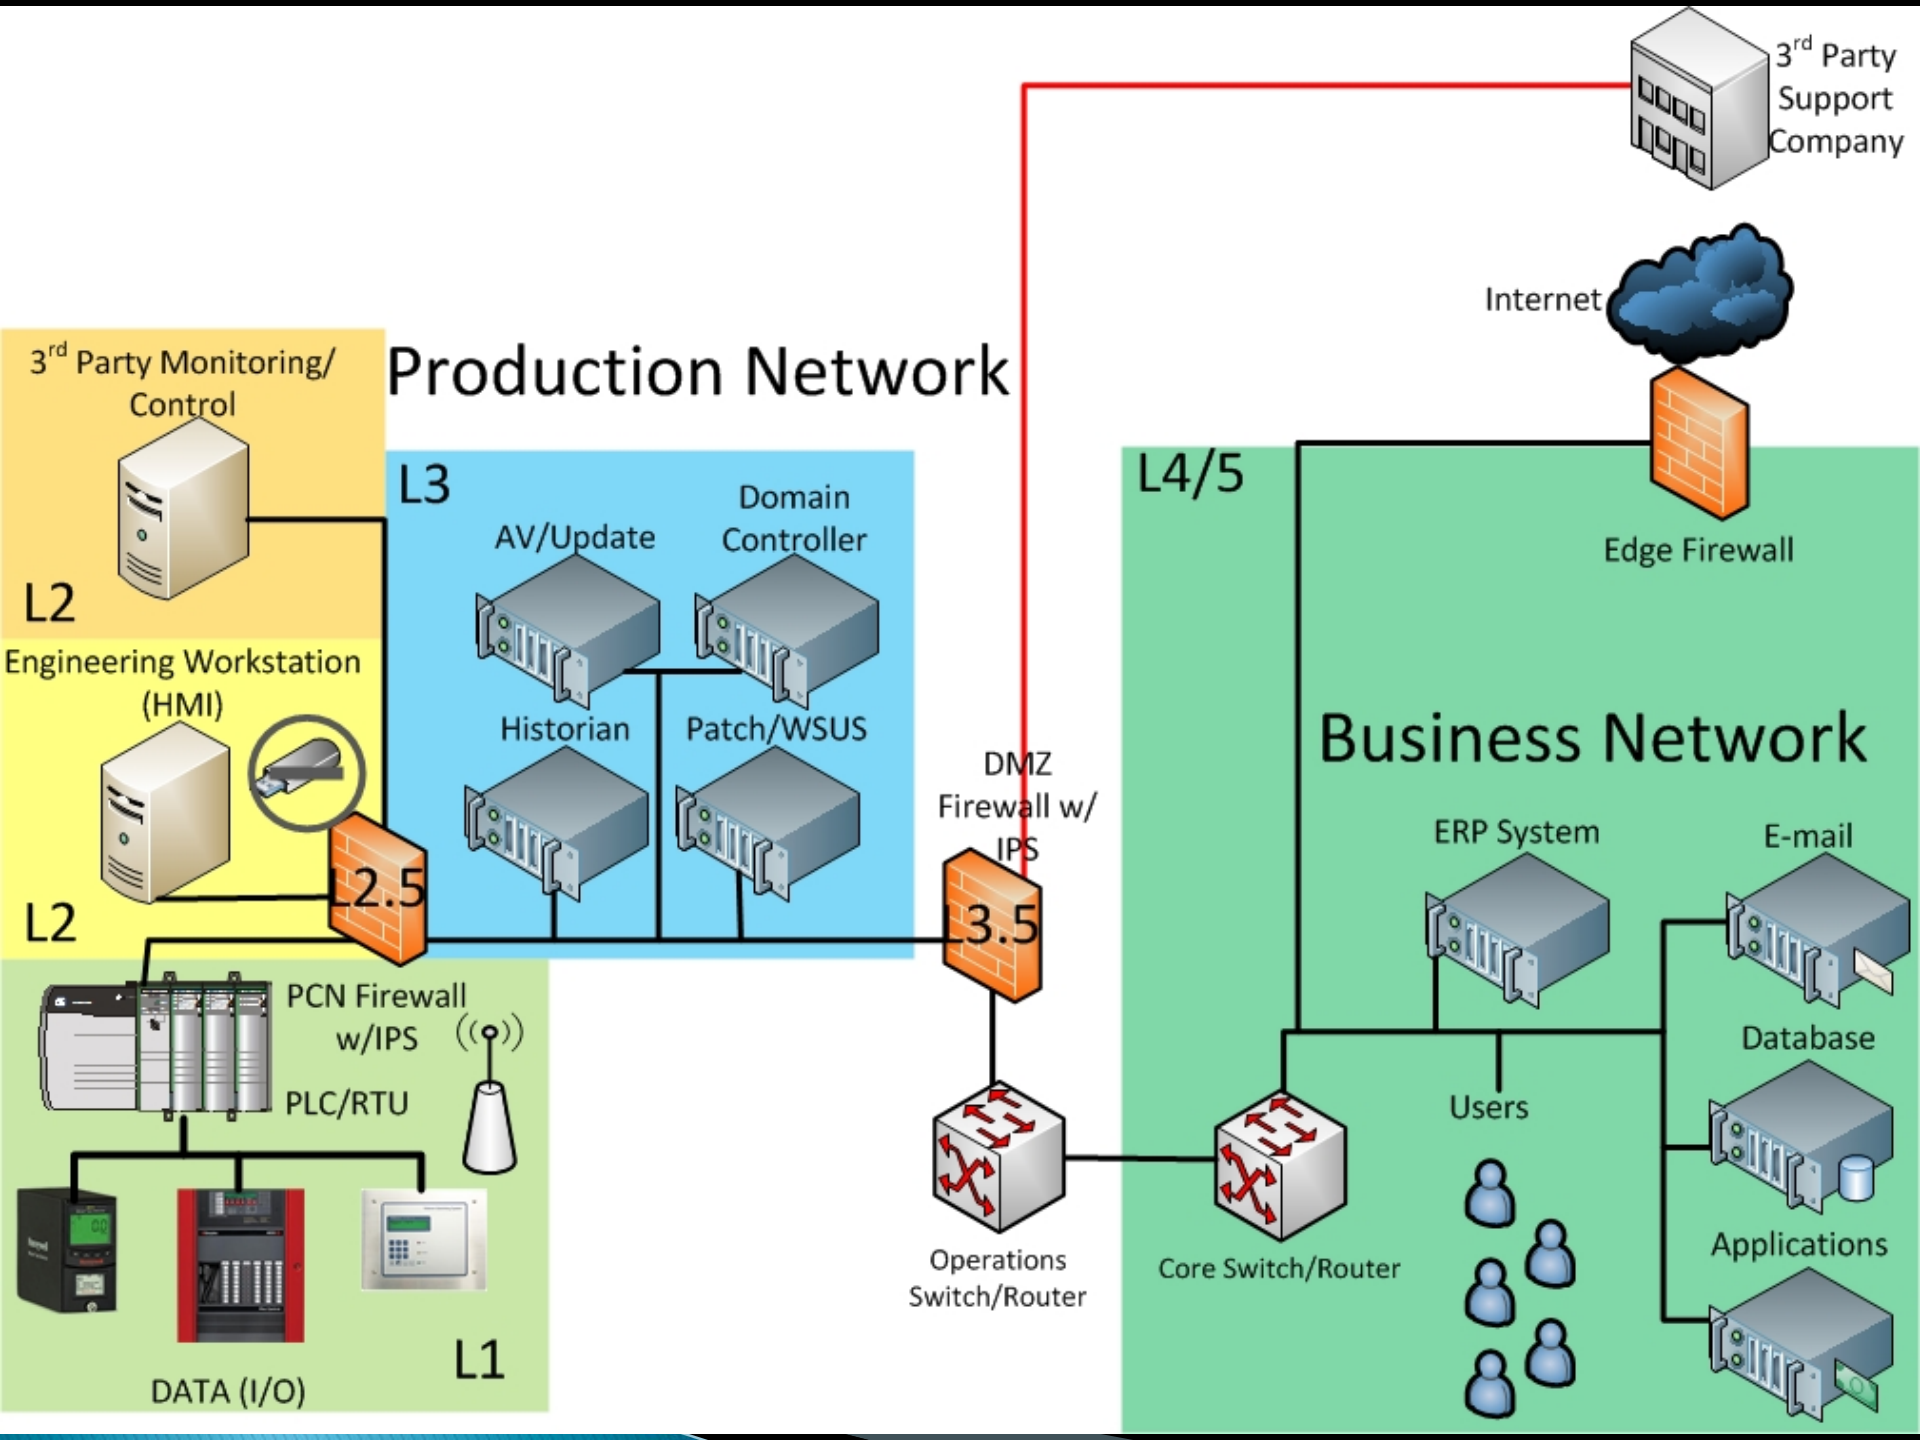 3rd Party
Support
Company
Internet
3rd Party Monitoring/
Control
Production Network
L3
L4/5
Domain
Controller
AV/Update
Edge Firewall
L2
Engineering Workstation
(HMI)
Historian
Patch/WSUS
Business Network
DMZ
Firewall w/
IPS
ERP System
E-mail
L2.5
L2
L3.5
PCN Firewall
w/IPS
Database
PLC/RTU
Users
Applications
Operations
Switch/Router
Core Switch/Router
L1
DATA (I/O)